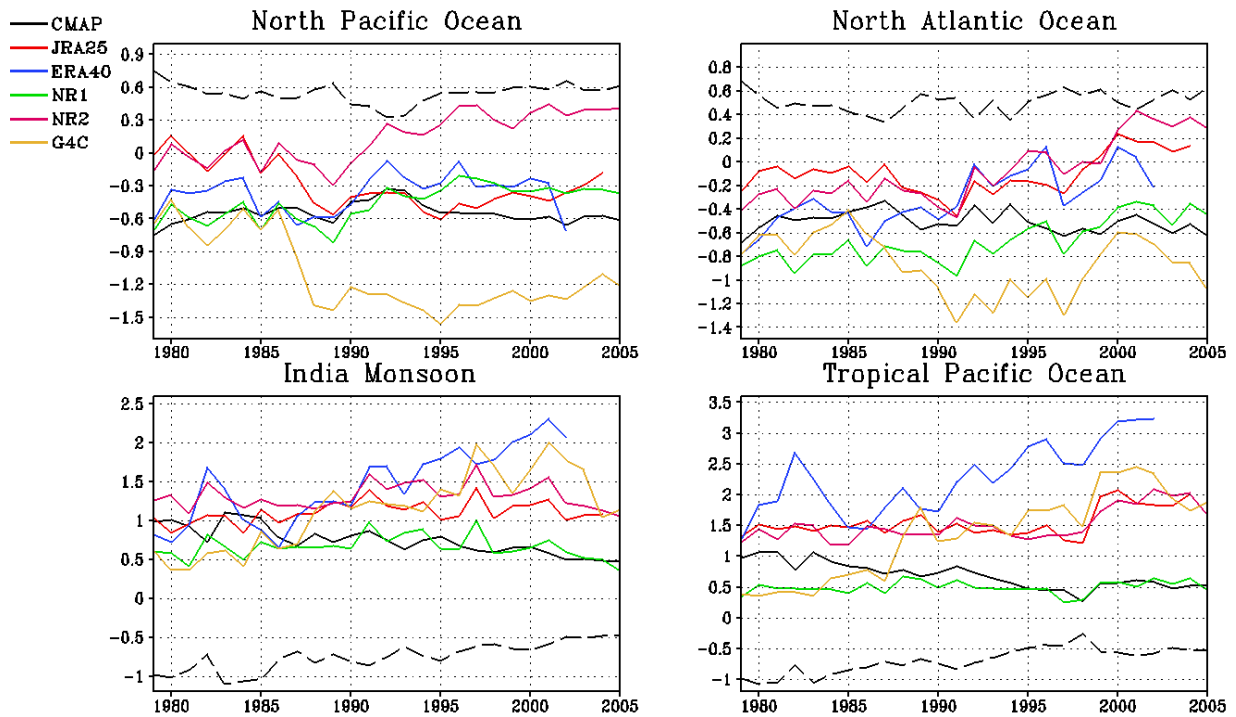 CMAP
JRA25
ERA40
NR1
NR2
G4C
North Pacific Ocean
0.9
0.6
0.3
0
-0.3
-0.6
-0.9
-1.2
-1.5
1980 1985 1990 1995 2000 2005
North Atlantic Ocean
0.8
0.6
0.4
0.2
0
-0.2
-0.4
-0.6
-0.8
-1
-1.2
-1.4
1980 1985 1990 1995 2000 2005
India Monsoon
2.5
2
1.5
1
0.5
0
-0.5
-1
1980 1985 1990 1995 2000 2005
Tropical Pacific Ocean
3.5
3
2.5
2
1.5
1
0.5
0
-0.5
-1
1980 1985 1990 1995 2000 2005